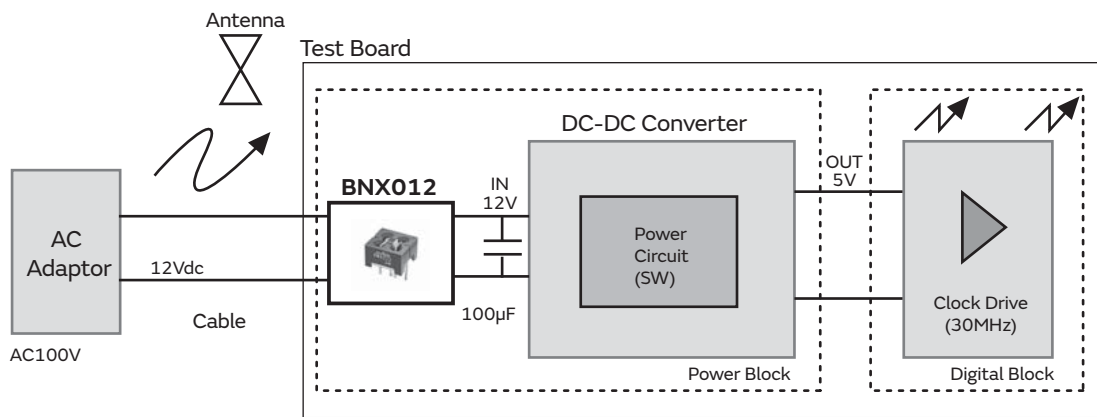 Antenna
Test Board
DC-DC Converter
BNX012
IN
12V
OUT
5V
AC
Adaptor
12Vdc
Power
Circuit
(SW)
Cable
100µF
Clock Drive
(30MHz)
AC100V
Power Block
Digital Block